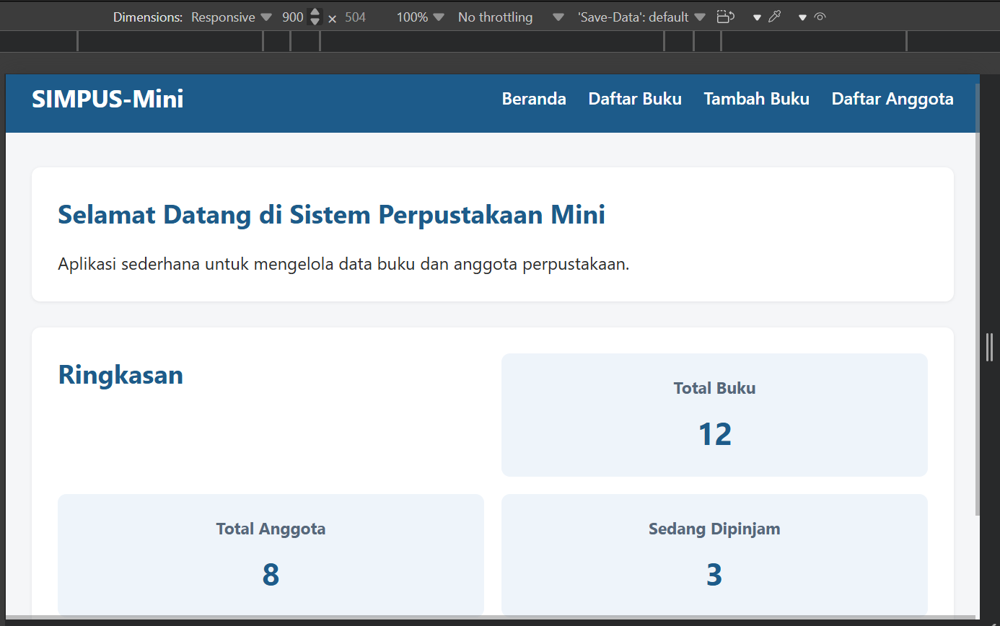 Dimensions: Responsive 900 × 504 100% No throttling 'Save-Data': default
SIMPUS-Mini Beranda Daftar Buku Tambah Buku Daftar Anggota
Selamat Datang di Sistem Perpustakaan Mini
Aplikasi sederhana untuk mengelola data buku dan anggota perpustakaan.
Ringkasan
Total Buku
12
Total Anggota
8
Sedang Dipinjam
3